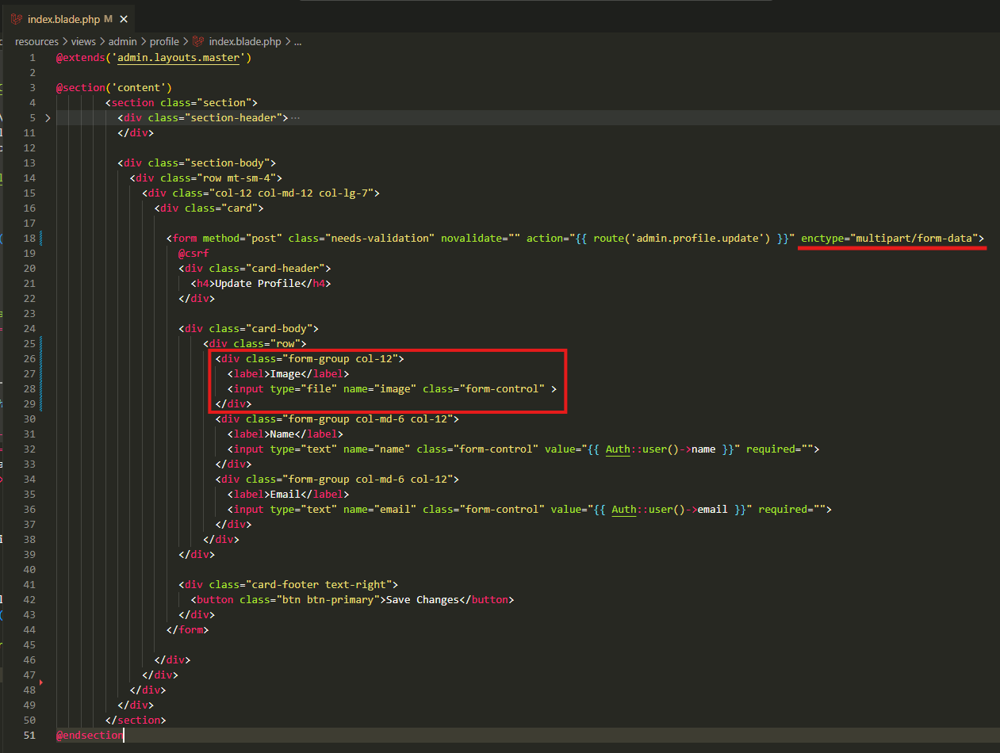 index.blade.php M ×
resources > views > admin > profile > index.blade.php > ...
1 @extends('admin.layouts.master')
2
3 @section('content')
4 <section class="section">
5 <div class="section-header">…
11 </div>
12
13 <div class="section-body">
14 <div class="row mt-sm-4">
15 <div class="col-12 col-md-12 col-lg-7">
16 <div class="card">
17
18 <form method="post" class="needs-validation" novalidate="" action="{{ route('admin.profile.update') }}" enctype="multipart/form-data">
19 @csrf
20 <div class="card-header">
21 <h4>Update Profile</h4>
22 </div>
23
24 <div class="card-body">
25 <div class="row">
26 <div class="form-group col-12">
27 <label>Image</label>
28 <input type="file" name="image" class="form-control" >
29 </div>
30 <div class="form-group col-md-6 col-12">
31 <label>Name</label>
32 <input type="text" name="name" class="form-control" value="{{ Auth::user()->name }}" required="">
33 </div>
34 <div class="form-group col-md-6 col-12">
35 <label>Email</label>
36 <input type="text" name="email" class="form-control" value="{{ Auth::user()->email }}" required="">
37 </div>
38 </div>
39 </div>
40
41 <div class="card-footer text-right">
42 <button class="btn btn-primary">Save Changes</button>
43 </div>
44 </form>
45
46 </div>
47 </div>
48 </div>
49 </div>
50 </section>
51 @endsection